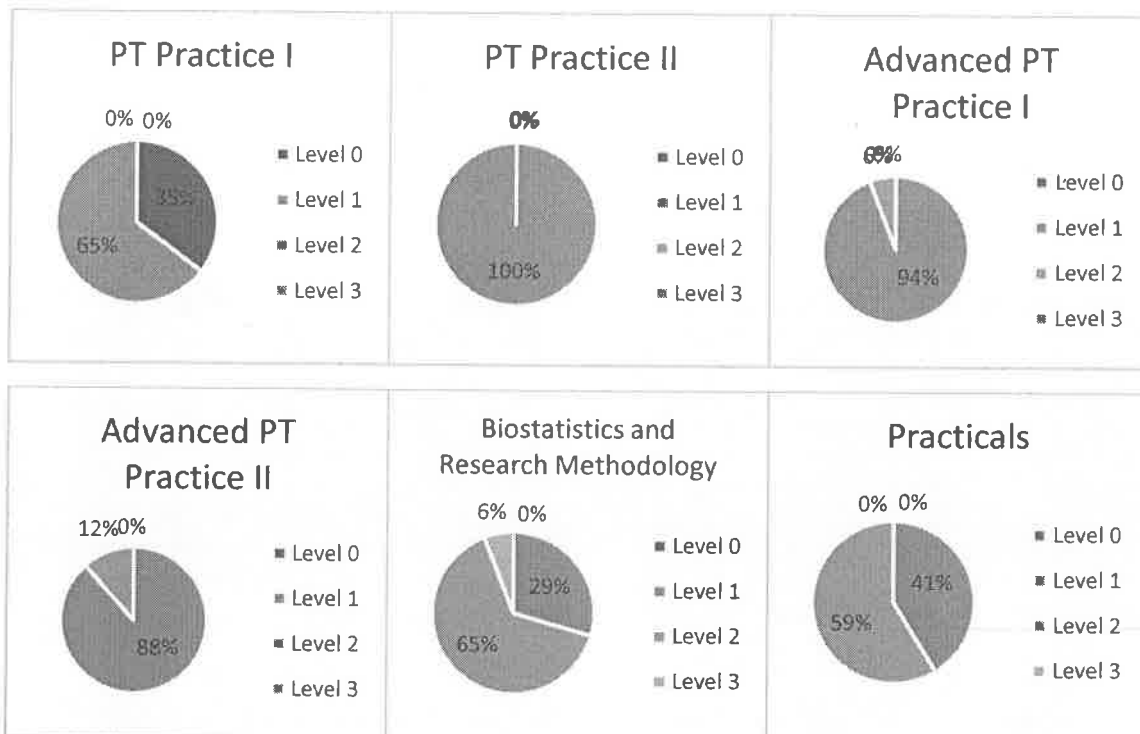 PT Practice I
0% 0%
35%
65%
Level 0
Level 1
Level 2
Level 3
PT Practice II
0%
100%
Level 0
Level 1
Level 2
Level 3
Advanced PT
Practice I
94%
Level 0
Level 1
Level 2
Level 3
Advanced PT
Practice II
12% 0%
88%
Level 0
Level 1
Level 2
Level 3
Biostatistics and
Research Methodology
6% 0%
29%
65%
Level 0
Level 1
Level 2
Level 3
Practicals
0% 0%
41%
59%
Level 0
Level 1
Level 2
Level 3